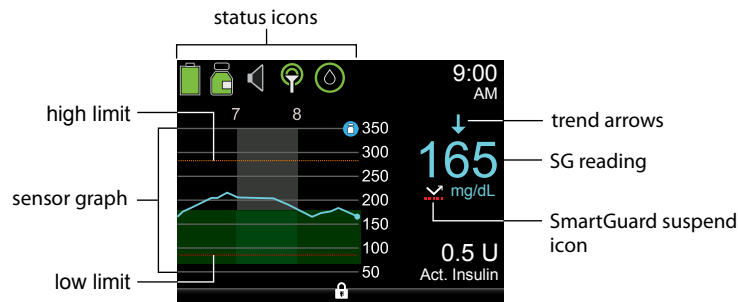 status icons
9:00
AM
7 8
high limit
350
300
250
200
150
100
50
sensor graph
low limit
trend arrows
165
mg/dL
SG reading
SmartGuard suspend
icon
0.5 U
Act. Insulin